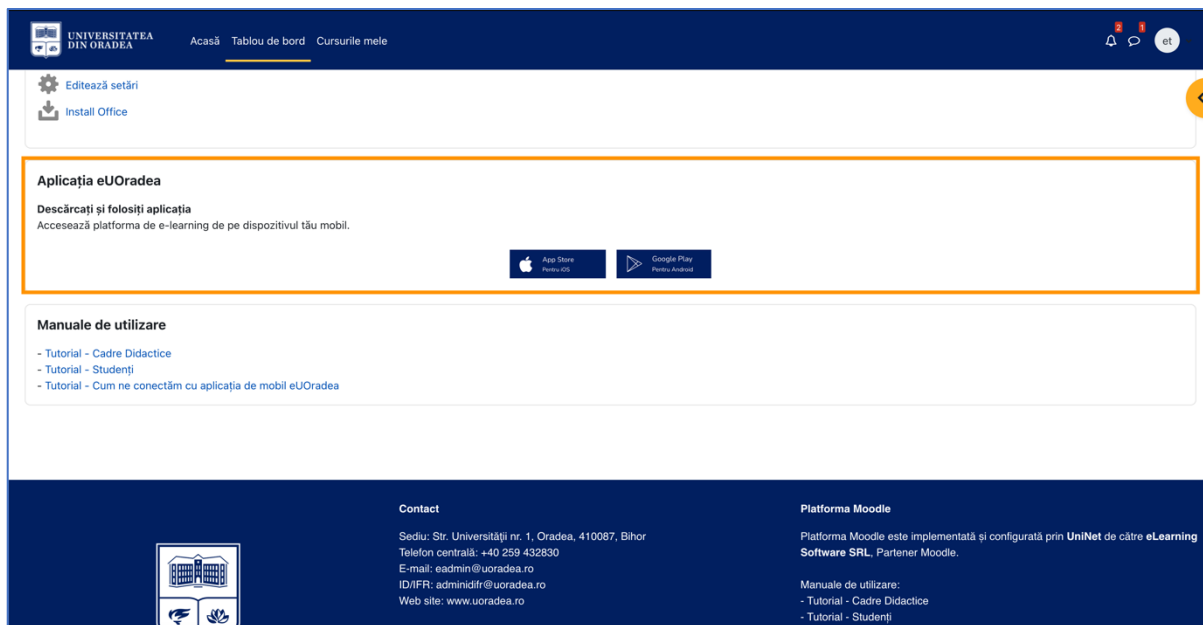 UNIVERSITATEA
DIN ORADEA
Acasă Tablou de bord Cursurile mele
2 1
et
Editează setări
Install Office
Aplicația eUOradea
Descărcați și folosiți aplicația
Accesează platforma de e-learning de pe dispozitivul tău mobil.
App Store
Pentru iOS
Google Play
Pentru Android
Manuale de utilizare
- Tutorial - Cadre Didactice
- Tutorial - Studenți
- Tutorial - Cum ne conectăm cu aplicația de mobil eUOradea
Contact
Sediu: Str. Universității nr. 1, Oradea, 410087, Bihor
Telefon centrală: +40 259 432830
E-mail: eadmin@uoradea.ro
ID/IFR: adminidifr@uoradea.ro
Web site: www.uoradea.ro
Platforma Moodle
Platforma Moodle este implementată și configurată prin UniNet de către eLearning
Software SRL, Partener Moodle.
Manuale de utilizare:
- Tutorial - Cadre Didactice
- Tutorial - Studenți